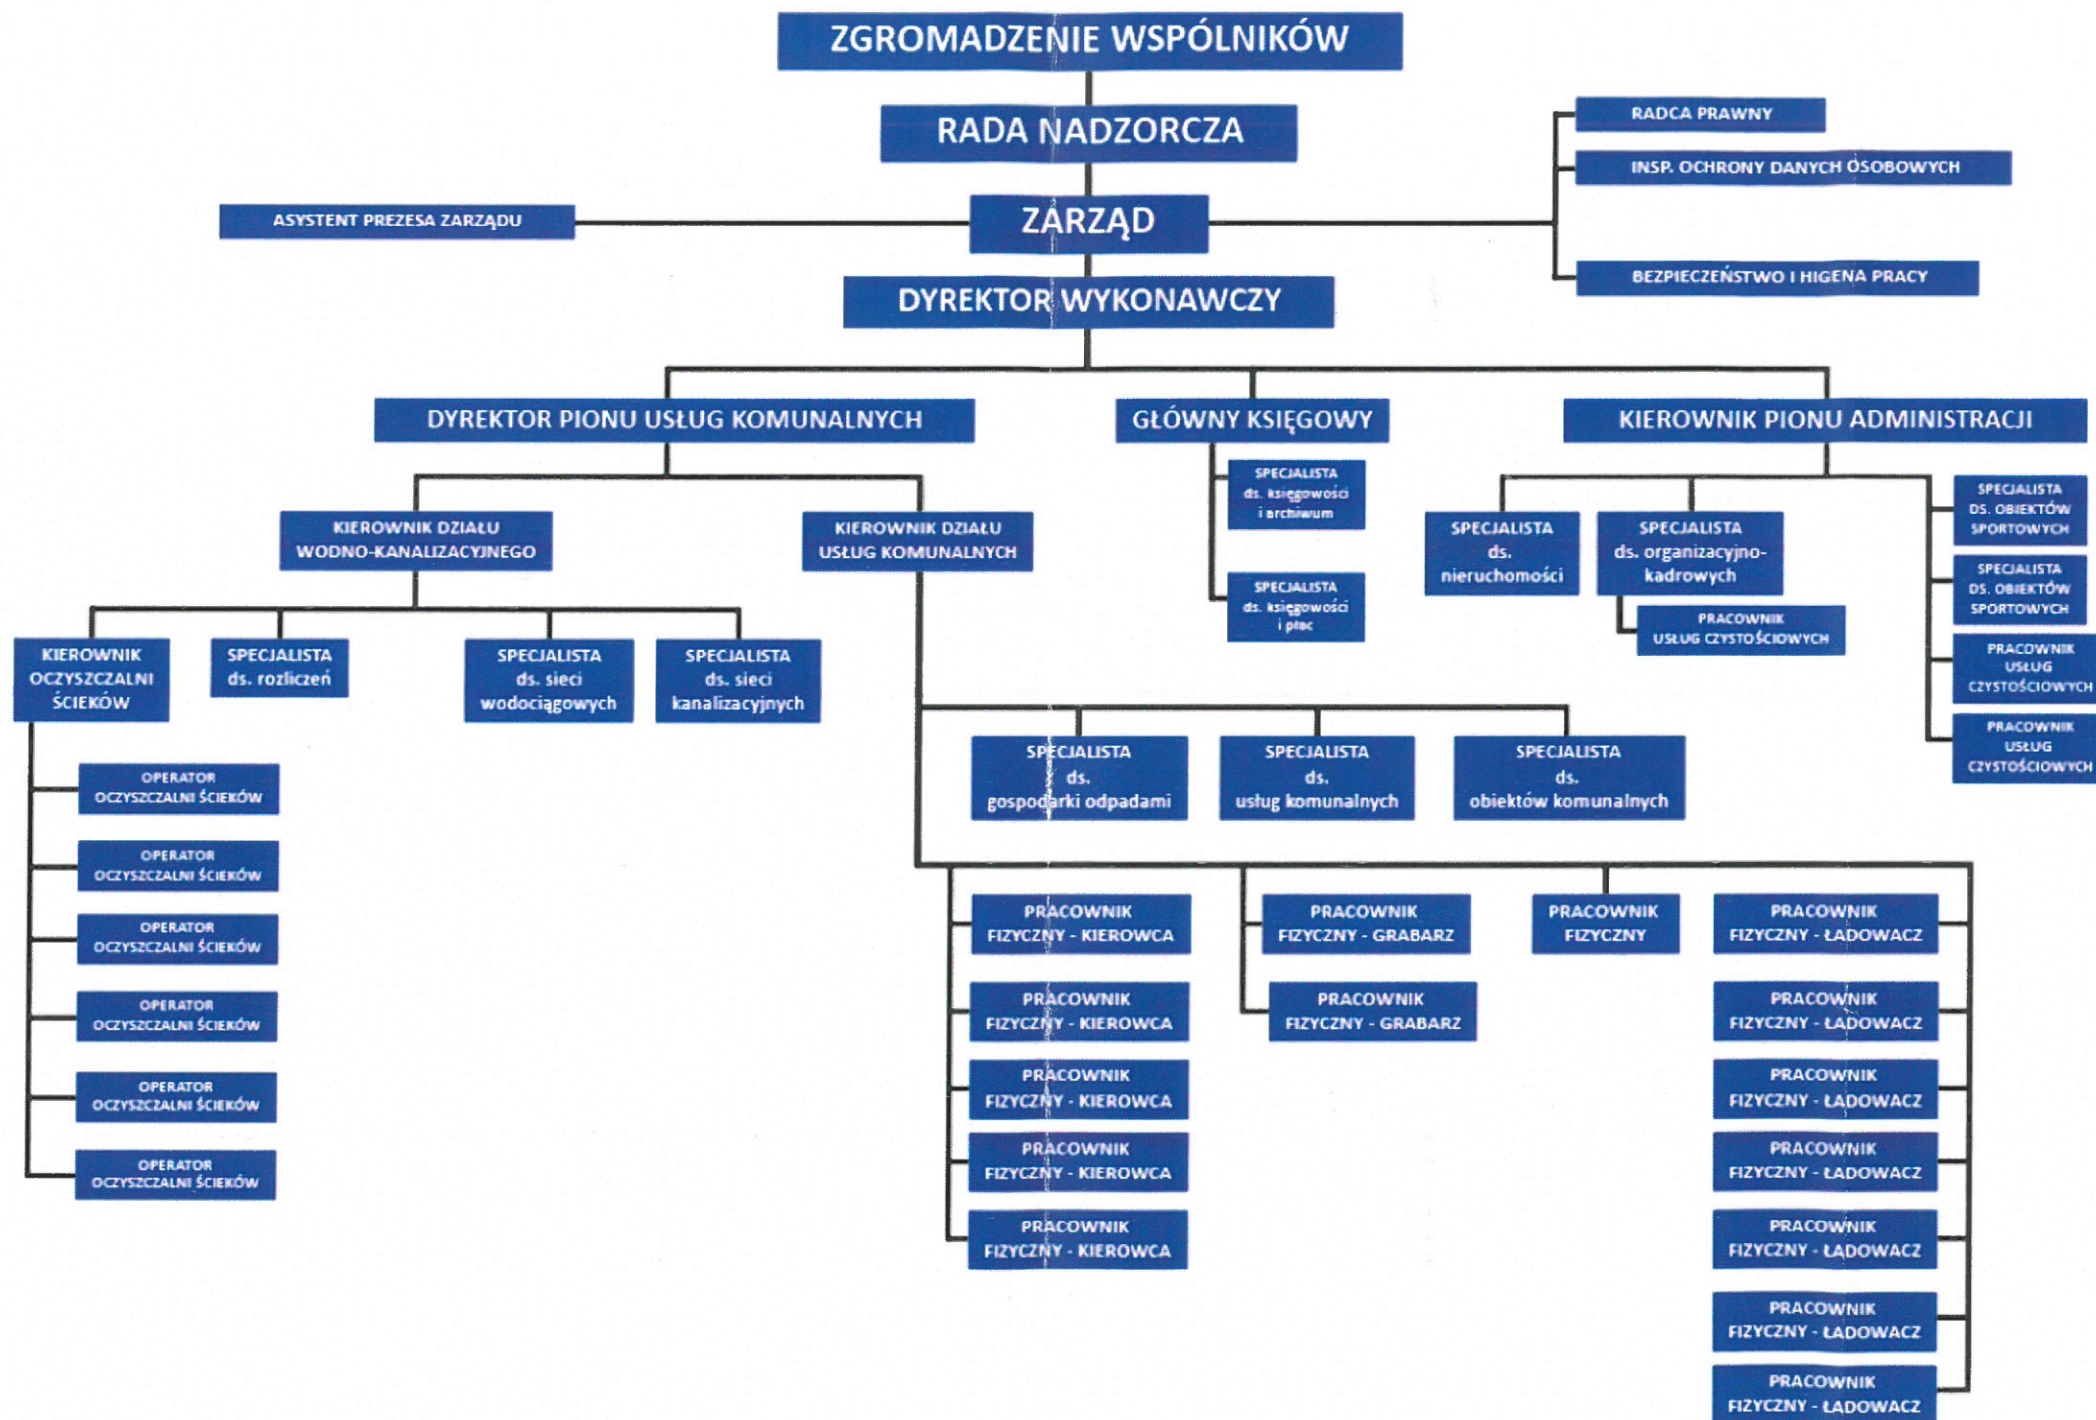 ZGROMADZENIE WSPÓLNIKÓW
RADA NADZORCZA
RADCA PRAWNY
INSP. OCHRONY DANYCH OSOBOWYCH
ASYSTENT PREZESA ZARZĄDU
ZARZĄD
BEZPIECZEŃSTWO I HIGENA PRACY
DYREKTOR WYKONAWCZY
DYREKTOR PIONU USŁUG KOMUNALNYCH
GŁÓWNY KSIĘGOWY
KIEROWNIK PIONU ADMINISTRACJI
KIEROWNIK DZIAŁU
WODNO-KANALIZACYJNEGO
KIEROWNIK DZIAŁU
USŁUG KOMUNALNYCH
SPECJALISTA
ds. księgowości
i archiwum
SPECJALISTA
ds. księgowości
i płac
SPECJALISTA
ds.
nieruchomości
SPECJALISTA
ds. organizacyjno-
kadrowych
PRACOWNIK
USŁUG CZYSTOŚCIOWYCH
SPECJALISTA
DS. OBIEKTÓW
SPORTOWYCH
SPECJALISTA
DS. OBIEKTÓW
SPORTOWYCH
PRACOWNIK
USŁUG
CZYSTOŚCIOWYCH
PRACOWNIK
USŁUG
CZYSTOŚCIOWYCH
KIEROWNIK
OCZYSZCZALNI
ŚCIEKÓW
SPECJALISTA
ds. rozliczeń
SPECJALISTA
ds. sieci
wodociągowych
SPECJALISTA
ds. sieci
kanalizacyjnych
OPERATOR
OCZYSZCZALNI ŚCIEKÓW
OPERATOR
OCZYSZCZALNI ŚCIEKÓW
OPERATOR
OCZYSZCZALNI ŚCIEKÓW
OPERATOR
OCZYSZCZALNI ŚCIEKÓW
OPERATOR
OCZYSZCZALNI ŚCIEKÓW
OPERATOR
OCZYSZCZALNI ŚCIEKÓW
SPECJALISTA
ds.
gospodarki odpadami
SPECJALISTA
ds.
usług komunalnych
SPECJALISTA
ds.
obiektów komunalnych
PRACOWNIK
FIZYCZNY - KIEROWCA
PRACOWNIK
FIZYCZNY - KIEROWCA
PRACOWNIK
FIZYCZNY - KIEROWCA
PRACOWNIK
FIZYCZNY - KIEROWCA
PRACOWNIK
FIZYCZNY - KIEROWCA
PRACOWNIK
FIZYCZNY - GRABARZ
PRACOWNIK
FIZYCZNY - GRABARZ
PRACOWNIK
FIZYCZNY
PRACOWNIK
FIZYCZNY - ŁADOWACZ
PRACOWNIK
FIZYCZNY - ŁADOWACZ
PRACOWNIK
FIZYCZNY - ŁADOWACZ
PRACOWNIK
FIZYCZNY - ŁADOWACZ
PRACOWNIK
FIZYCZNY - ŁADOWACZ
PRACOWNIK
FIZYCZNY - ŁADOWACZ
PRACOWNIK
FIZYCZNY - ŁADOWACZ